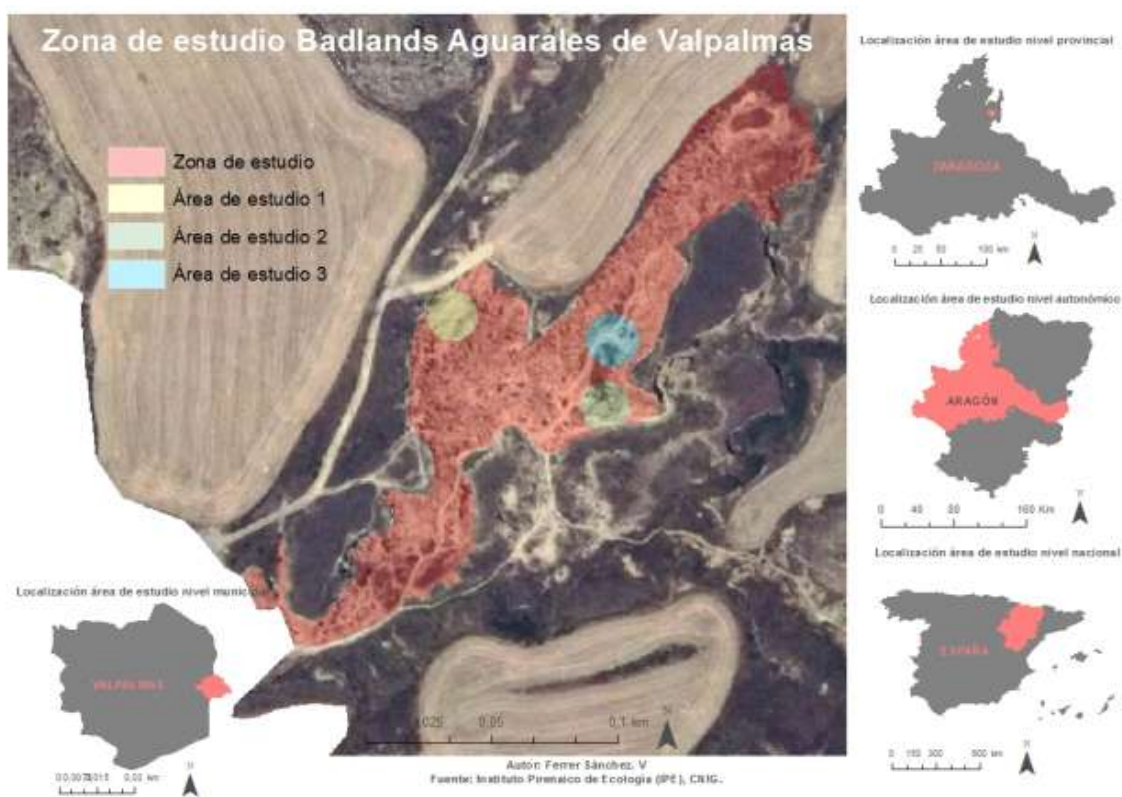 Zona de estudio Badlands Aguarales de Valpalmas
Zona de estudio
Área de estudio 1
Área de estudio 2
Área de estudio 3
Localización área de estudio nivel provincial
ZARAGOZA
0 25 50 100 km
N
Localización área de estudio nivel autonómico
ARAGÓN
0 40 80 160 Km
N
Localización área de estudio nivel nacional
ESPAÑA
0 150 300 600 km
N
Localización área de estudio nivel municip
VALPALMAS
0,02 km
N
025 0,05 0,1 km
N
Autor: Ferrer Sánchez, V
Fuente: Instituto Pirenaico de Ecología (IPE), CNIG.